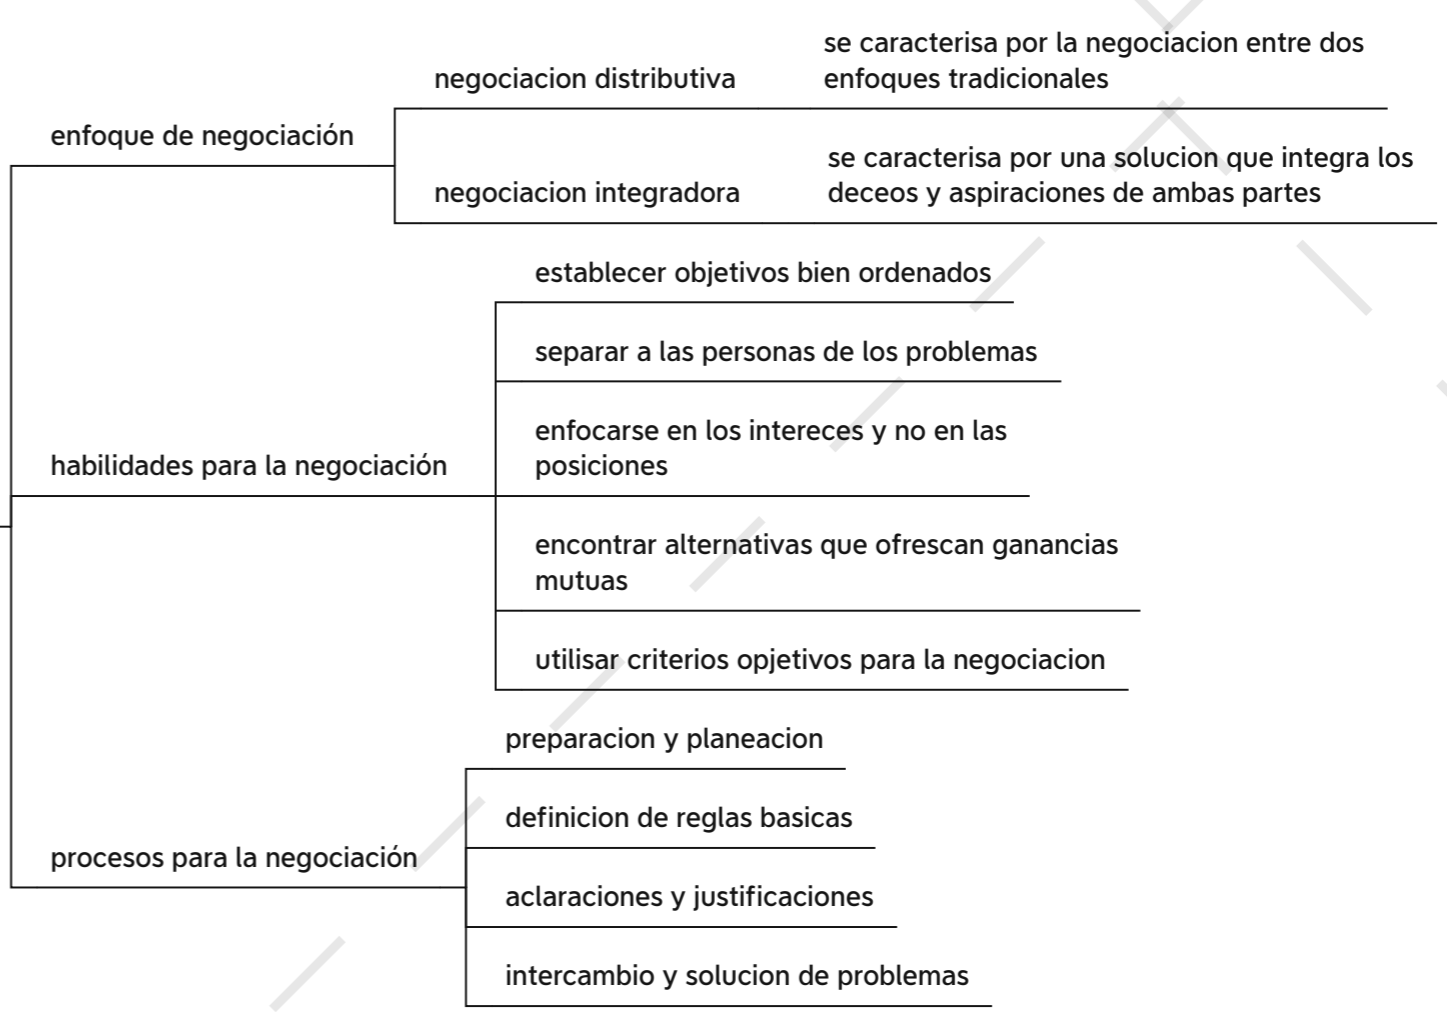 enfoque de negociación
negociacion distributiva
se caracterisa por la negociacion entre dos
enfoques tradicionales
negociacion integradora
se caracterisa por una solucion que integra los
deceos y aspiraciones de ambas partes
habilidades para la negociación
establecer objetivos bien ordenados
separar a las personas de los problemas
enfocarse en los intereces y no en las
posiciones
encontrar alternativas que ofrescan ganancias
mutuas
utilisar criterios opjetivos para la negociacion
procesos para la negociación
preparacion y planeacion
definicion de reglas basicas
aclaraciones y justificaciones
intercambio y solucion de problemas